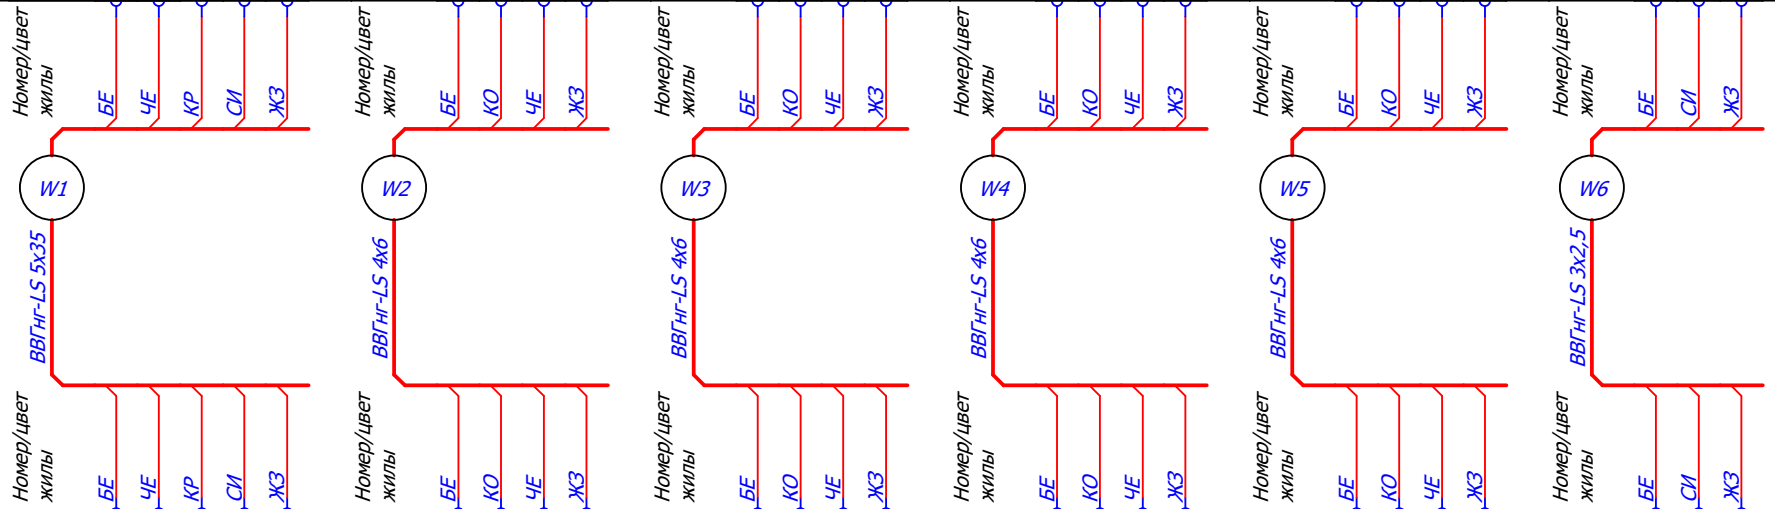 Номер/цвет
жилы
БЕ
ЧЕ
КР
СИ
ЖЗ
W1
ВВГнг-LS 5х35
Номер/цвет
жилы
БЕ
ЧЕ
КР
СИ
ЖЗ
Номер/цвет
жилы
БЕ
КО
ЧЕ
ЖЗ
W2
ВВГнг-LS 4х6
Номер/цвет
жилы
БЕ
КО
ЧЕ
ЖЗ
Номер/цвет
жилы
БЕ
КО
ЧЕ
ЖЗ
W3
ВВГнг-LS 4х6
Номер/цвет
жилы
БЕ
КО
ЧЕ
ЖЗ
Номер/цвет
жилы
БЕ
КО
ЧЕ
ЖЗ
W4
ВВГнг-LS 4х6
Номер/цвет
жилы
БЕ
КО
ЧЕ
ЖЗ
Номер/цвет
жилы
БЕ
КО
ЧЕ
ЖЗ
W5
ВВГнг-LS 4х6
Номер/цвет
жилы
БЕ
КО
ЧЕ
ЖЗ
Номер/цвет
жилы
БЕ
СИ
ЖЗ
W6
ВВГнг-LS 3х2,5
Номер/цвет
жилы
БЕ
СИ
ЖЗ